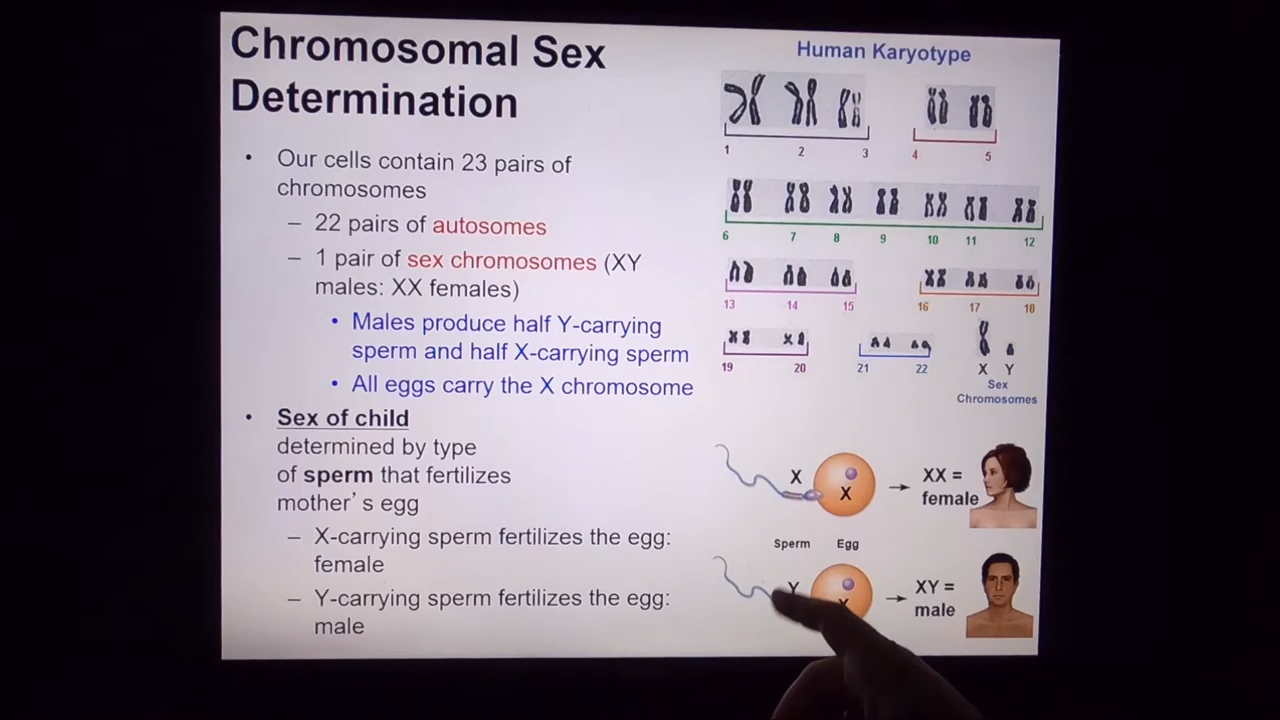 Chromosomal Sex
Determination
• Our cells contain 23 pairs of
chromosomes
– 22 pairs of autosomes
– 1 pair of sex chromosomes (XY
males: XX females)
• Males produce half Y-carrying
sperm and half X-carrying sperm
• All eggs carry the X chromosome
• Sex of child
determined by type
of sperm that fertilizes
mother’s egg
– X-carrying sperm fertilizes the egg:
female
– Y-carrying sperm fertilizes the egg:
male
Human Karyotype
1 2 3 4 5
6 7 8 9 10 11 12
13 14 15 16 17 18
19 20 21 22 X Y
Sex
Chromosomes
X X XX =
female
Sperm Egg
Y XY =
male